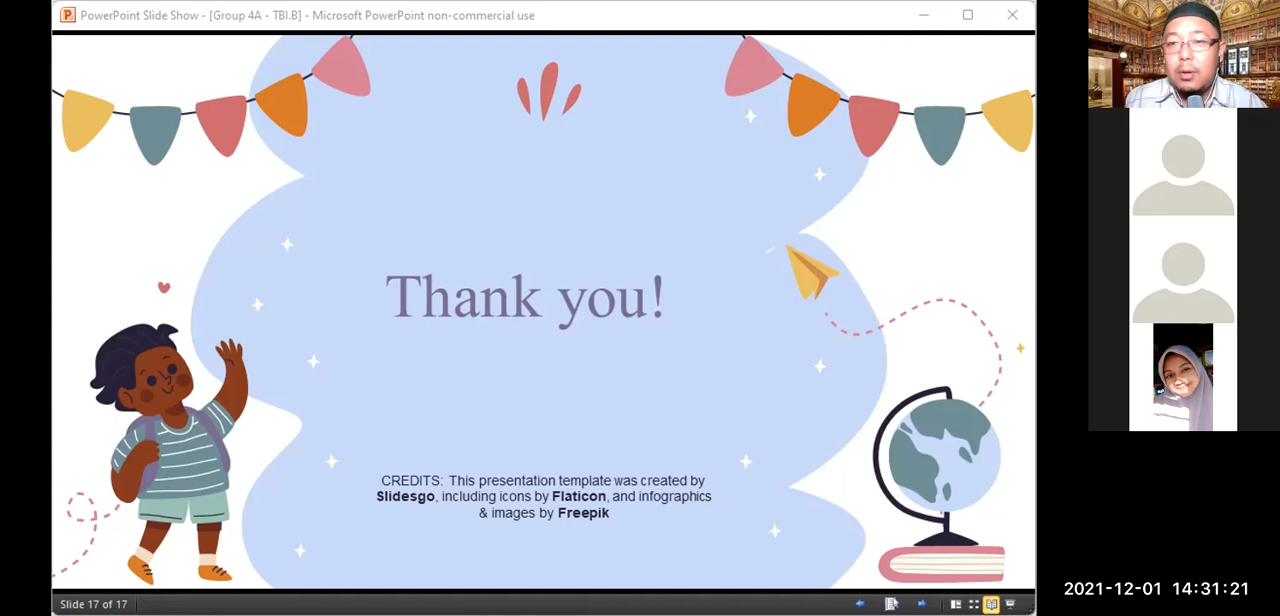 PowerPoint Slide Show - [Group 4A - TBI.B] - Microsoft PowerPoint non-commercial use
Thank you!
CREDITS: This presentation template was created by
Slidesgo, including icons by Flaticon, and infographics
& images by Freepik
Slide 17 of 17
2021-12-01 14:31:21